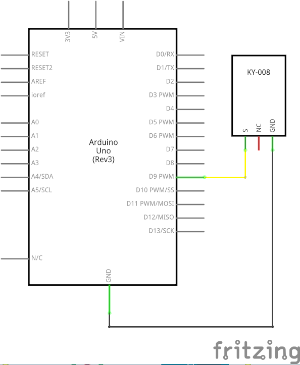 3V3
5V
VIN
RESET
RESET2
AREF
ioref
A0
A1
A2
A3
A4/SDA
A5/SCL
N/C
Arduino
Uno
(Rev3)
D0/RX
D1/TX
D2
D3 PWM
D4
D5 PWM
D6 PWM
D7
D8
D9 PWM
D10 PWM/SS
D11 PWM/MOSI
D12/MISO
D13/SCK
GND
KY-008
S
NC
GND
fritzing